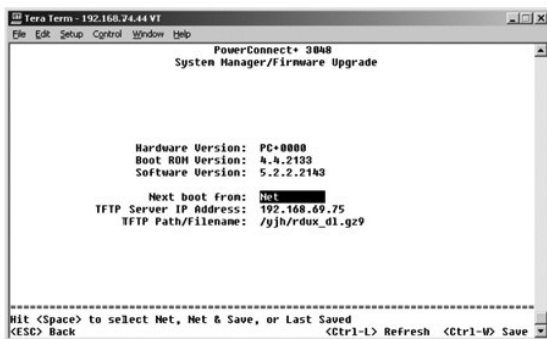 Tera Term - 192.168.74.44 VT
File Edit Setup Control Window Help
PowerConnect+ 3048
System Manager/Firmware Upgrade
Hardware Version: PC+0000
Boot ROM Version: 4.4.2133
Software Version: 5.2.2.2143
Next boot from: Net
TFTP Server IP Address: 192.168.69.75
TFTP Path/Filename: /yjh/rdux_dl.gz9
Hit <Space> to select Net, Net & Save, or Last Saved
<ESC> Back <Ctrl-L> Refresh <Ctrl-W> Save